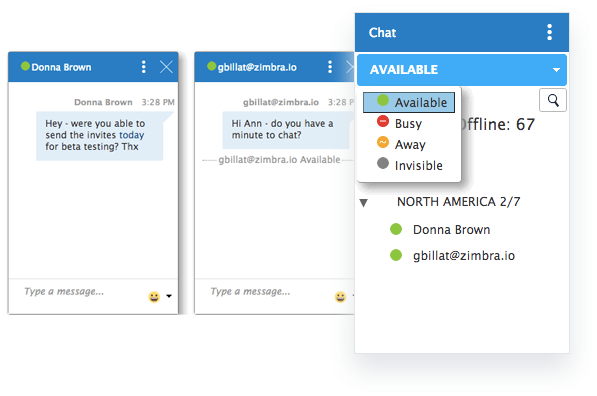 Donna Brown
Donna Brown 3:28 PM
Hey - were you able to
send the invites today
for beta testing? Thx
Type a message...
gbillat@zimbra.io
gbillat@zimbra.io 3:28 P
Hi Ann - do you have a
minute to chat?
gbillat@zimbra.io Available
Type a message...
Chat
AVAILABLE
Available
Busy
Away
Invisible
ffline: 67
NORTH AMERICA 2/7
Donna Brown
gbillat@zimbra.io